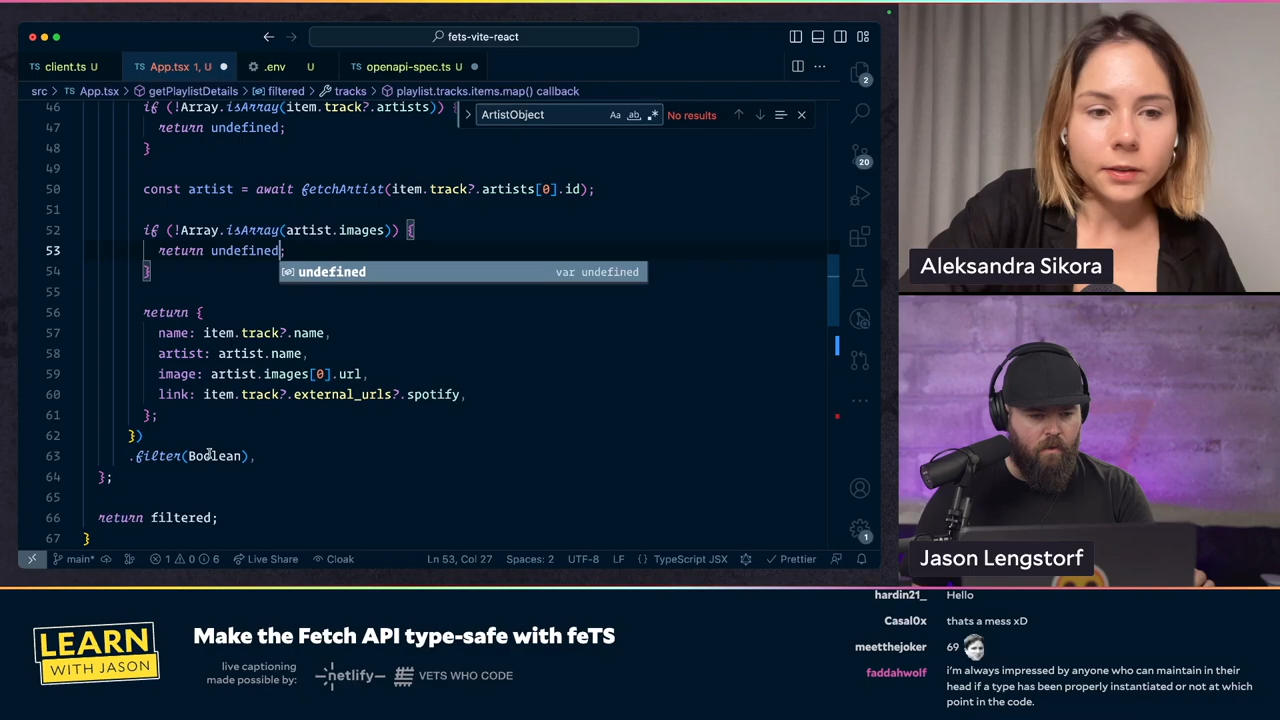 fets-vite-react
TS client.ts U
TS App.tsx 1, U
.env U
TS openapi-spec.ts U
src > TS App.tsx > getPlaylistDetails > filtered > tracks > playlist.tracks.items.map() callback
ArtistObject Aa ab No results
46 if (!Array.isArray(item.track?.artists)) {
47 return undefined;
48 }
49
50 const artist = await fetchArtist(item.track?.artists[0].id);
51
52 if (!Array.isArray(artist.images)) {
53 return undefined;
undefined var undefined
54 }
55
56 return {
57 name: item.track?.name,
58 artist: artist.name,
59 image: artist.images[0].url,
60 link: item.track?.external_urls?.spotify,
61 };
62 })
63 .filter(Boolean),
64 };
65
66 return filtered;
67 }
2
20
1
main* 1 0 6 Live Share Cloak Ln 53, Col 27 Spaces: 2 UTF-8 LF {} TypeScript JSX Prettier
Aleksandra Sikora
Jason Lengstorf
LEARN
WITH JASON
Make the Fetch API type-safe with feTS
live captioning
made possible by:
netlify
VETS WHO CODE
hardin21_ Hello
Casal0x thats a mess xD
meetthejoker 69
faddahwolf i'm always impressed by anyone who can maintain in their
head if a type has been properly instantiated or not at which
point in the code.